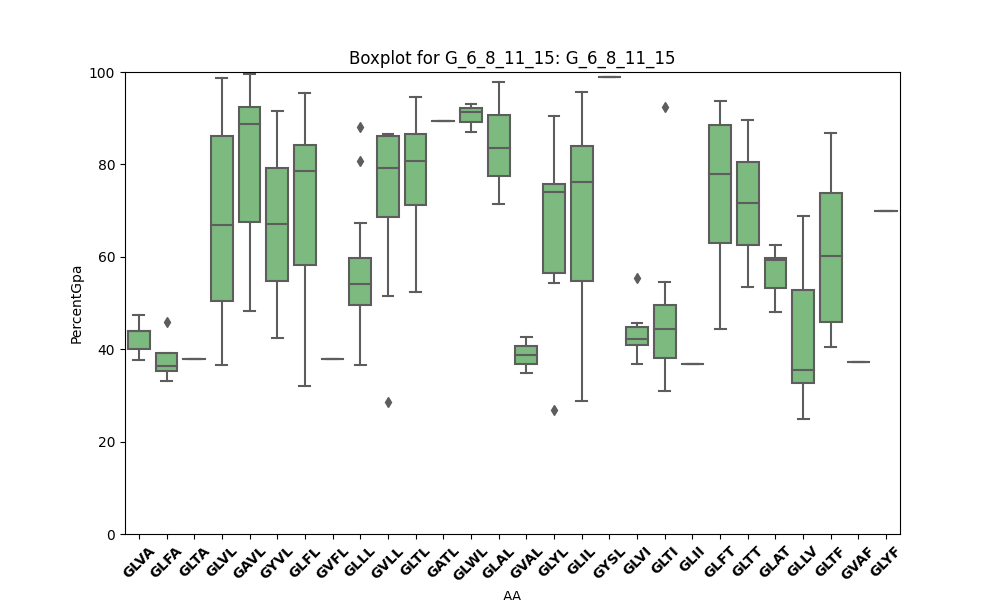 Boxplot for G_6_8_11_15: G_6_8_11_15
100
80
60
40
20
0
PercentGpa
GLVA GLFA GLTA GLVL GAVL GYVL GLFL GVFL GLLL GVLL GLTL GATL GLWL GLAL GVAL GLYL GLIL GYSL GLVI GLTI GLII GLFT GLTT GLAT GLLV GLTF GVAF GLYF
AA